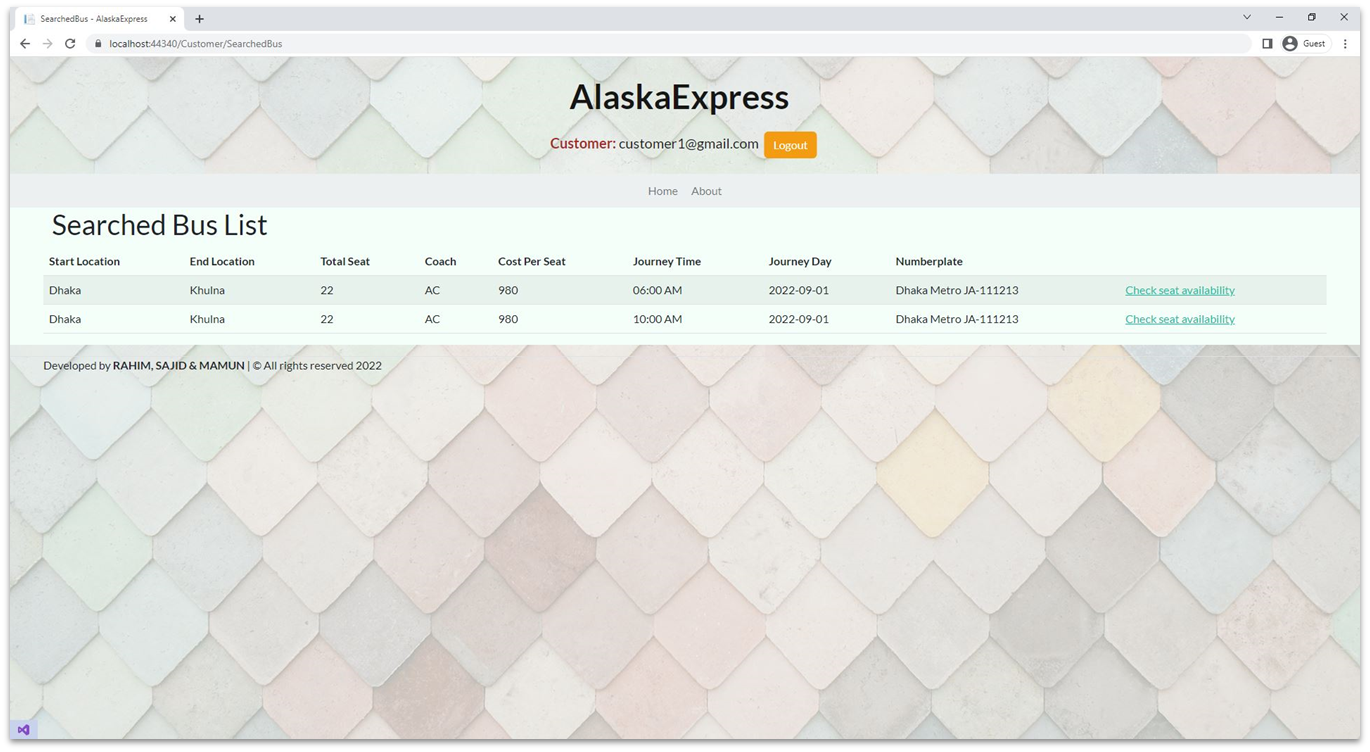 SearchedBus - AlaskaExpress
localhost:44340/Customer/SearchedBus
Guest
AlaskaExpress
Customer: customer1@gmail.com Logout
Home About
Searched Bus List
Start Location End Location Total Seat Coach Cost Per Seat Journey Time Journey Day Numberplate
Dhaka Khulna 22 AC 980 06:00 AM 2022-09-01 Dhaka Metro JA-111213 Check seat availability
Dhaka Khulna 22 AC 980 10:00 AM 2022-09-01 Dhaka Metro JA-111213 Check seat availability
Developed by RAHIM, SAJID & MAMUN | © All rights reserved 2022